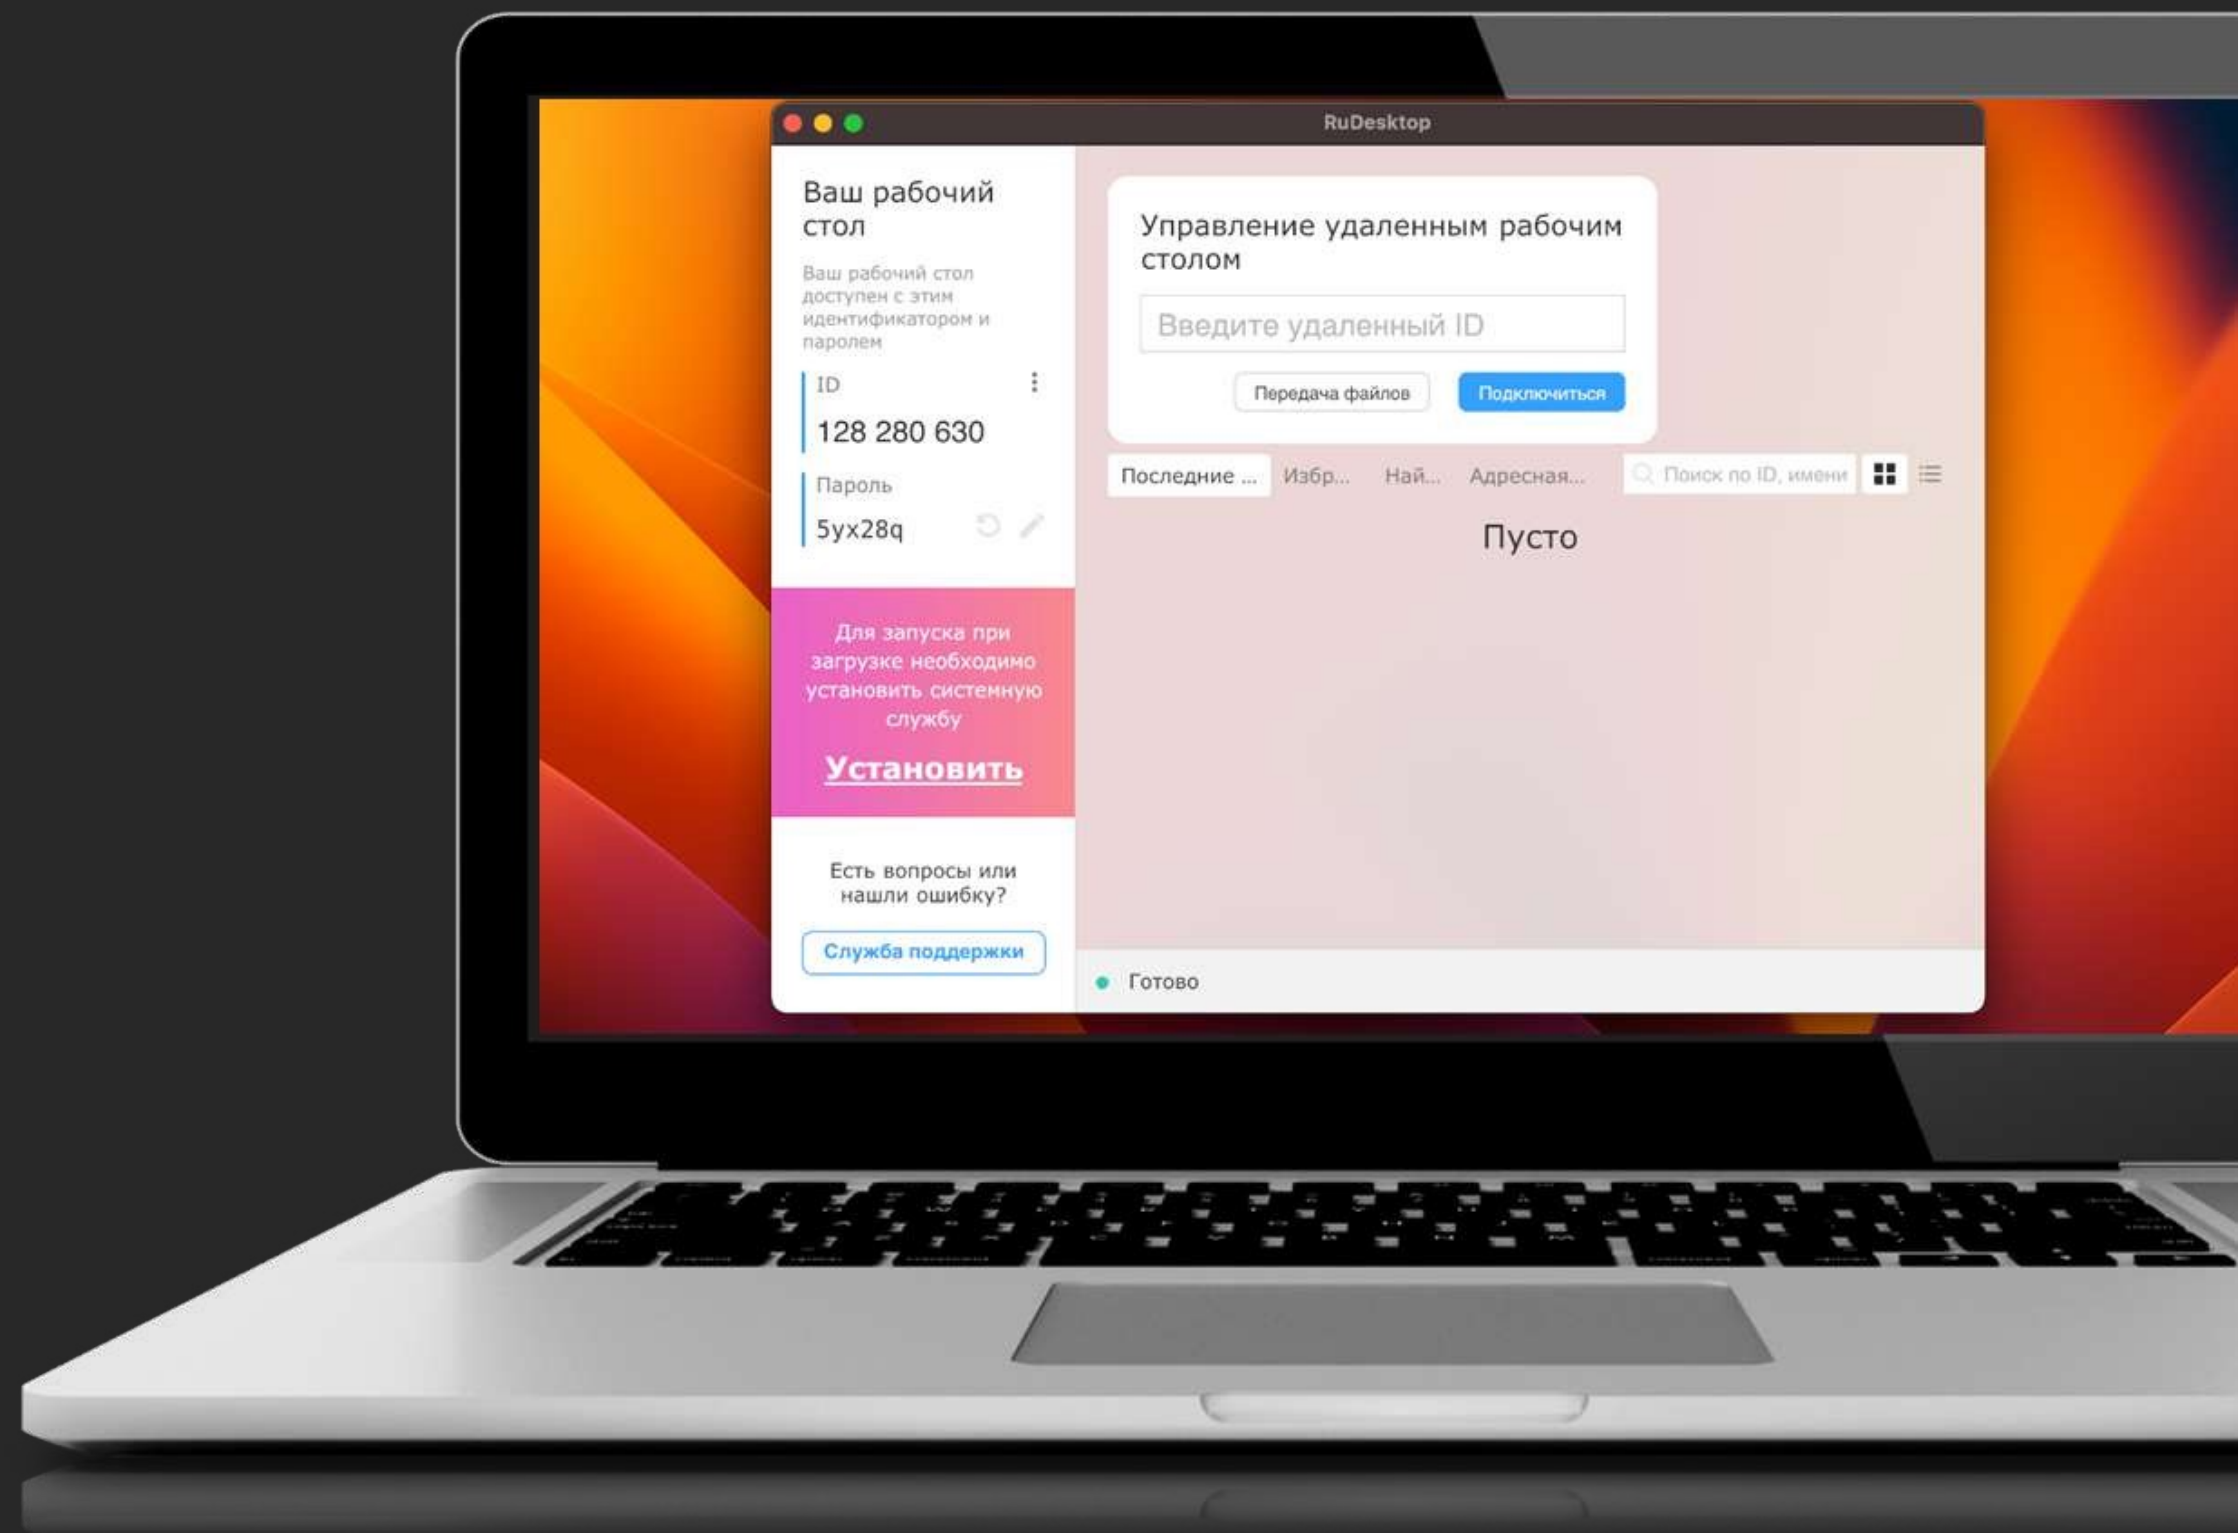 RuDesktop
Ваш рабочий
стол
Ваш рабочий стол
доступен с этим
идентификатором и
паролем
ID
128 280 630
Пароль
5yx28q
Для запуска при
загрузке необходимо
установить системную
службу
Установить
Есть вопросы или
нашли ошибку?
Служба поддержки
Управление удаленным рабочим
столом
Введите удаленный ID
Передача файлов
Подключиться
Последние ...
Избр...
Най...
Адресная...
Поиск по ID, имени
Пусто
Готово